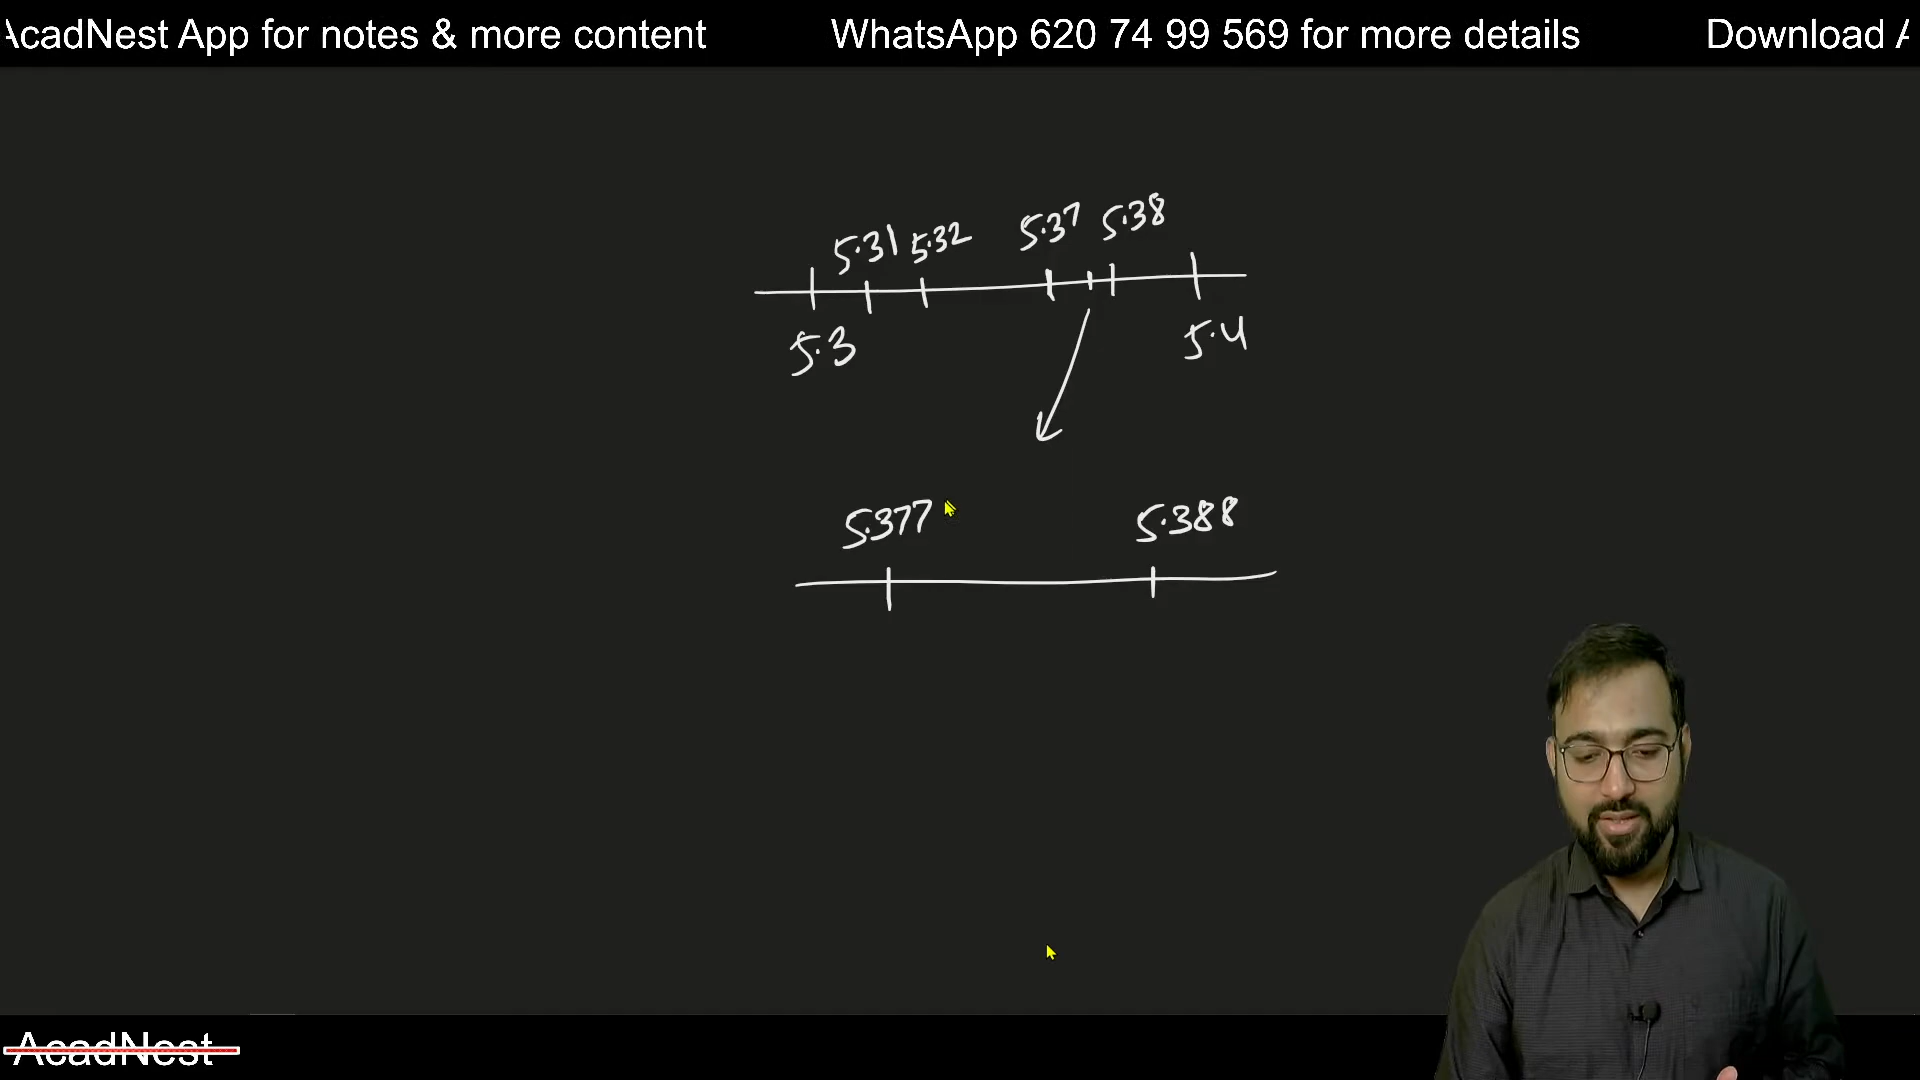 AcadNest App for notes & more content WhatsApp 620 74 99 569 for more details Download A
5.31 5.32 5.37 5.38
5.3 5.4
5.377 5.388
AcadNest